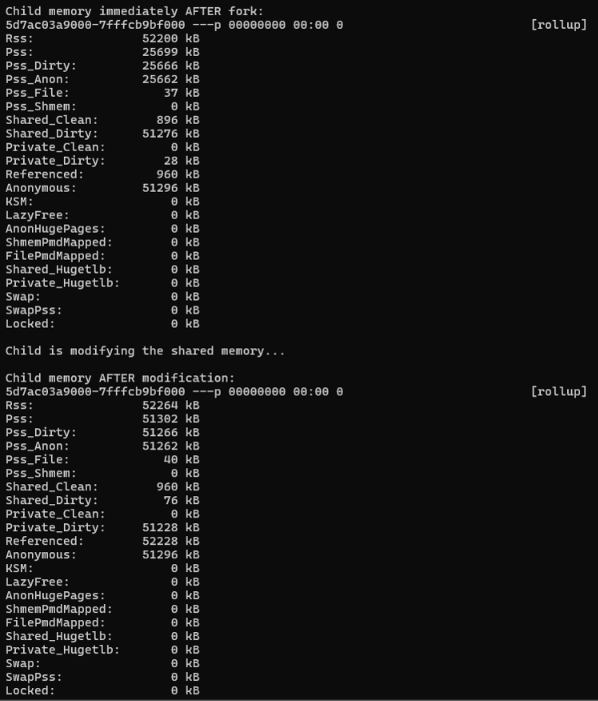 Child memory immediately AFTER fork:
5d7ac03a9000-7fffcb9bf000 ---p 00000000 00:00 0 [rollup]
Rss: 52200 kB
Pss: 25699 kB
Pss_Dirty: 25666 kB
Pss_Anon: 25662 kB
Pss_File: 37 kB
Pss_Shmem: 0 kB
Shared_Clean: 896 kB
Shared_Dirty: 51276 kB
Private_Clean: 0 kB
Private_Dirty: 28 kB
Referenced: 960 kB
Anonymous: 51296 kB
KSM: 0 kB
LazyFree: 0 kB
AnonHugePages: 0 kB
ShmemPmdMapped: 0 kB
FilePmdMapped: 0 kB
Shared_Hugetlb: 0 kB
Private_Hugetlb: 0 kB
Swap: 0 kB
SwapPss: 0 kB
Locked: 0 kB
Child is modifying the shared memory...
Child memory AFTER modification:
5d7ac03a9000-7fffcb9bf000 ---p 00000000 00:00 0 [rollup]
Rss: 52264 kB
Pss: 51302 kB
Pss_Dirty: 51266 kB
Pss_Anon: 51262 kB
Pss_File: 40 kB
Pss_Shmem: 0 kB
Shared_Clean: 960 kB
Shared_Dirty: 76 kB
Private_Clean: 0 kB
Private_Dirty: 51228 kB
Referenced: 52228 kB
Anonymous: 51296 kB
KSM: 0 kB
LazyFree: 0 kB
AnonHugePages: 0 kB
ShmemPmdMapped: 0 kB
FilePmdMapped: 0 kB
Shared_Hugetlb: 0 kB
Private_Hugetlb: 0 kB
Swap: 0 kB
SwapPss: 0 kB
Locked: 0 kB